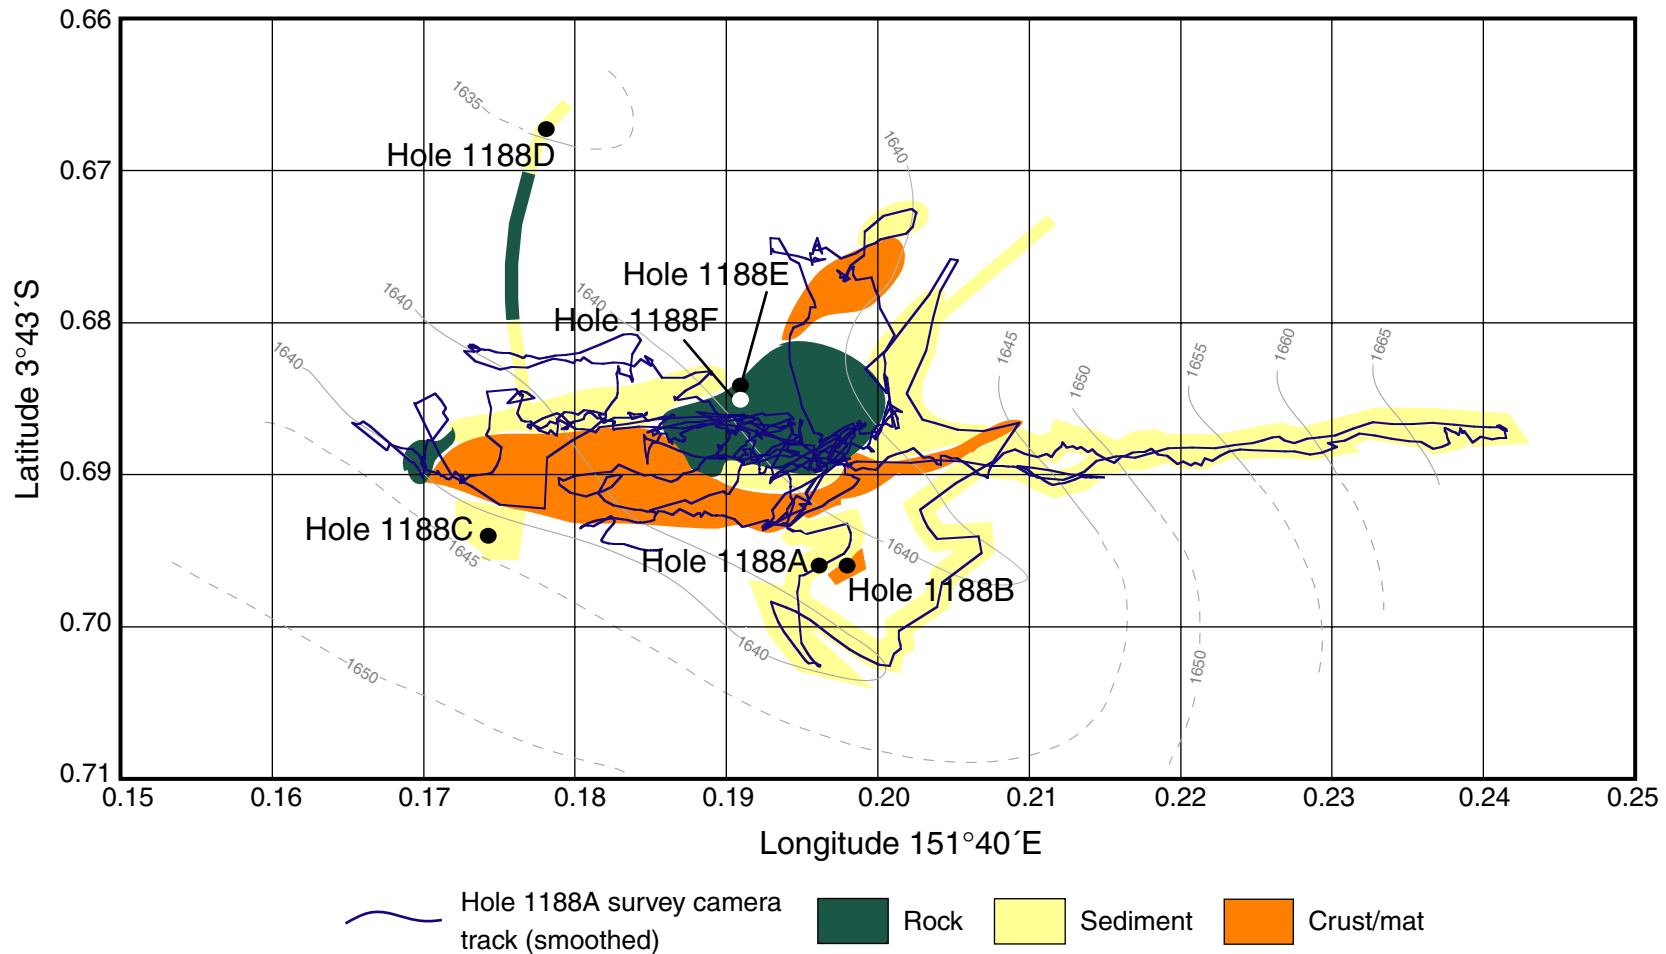 0.66
1635
Hole 1188D
1640
0.67
Latitude 3°43´S
Hole 1188E
1640
1640
Hole 1188F
0.68
1640
1645
1650
1655
1660
1665
0.69
Hole 1188C
1645
Hole 1188A
1640
Hole 1188B
0.70
1640
1650
1650
0.71
0.15 0.16 0.17 0.18 0.19 0.20 0.21 0.22 0.23 0.24 0.25
Longitude 151°40´E
Hole 1188A survey camera
track (smoothed)
Rock
Sediment
Crust/mat